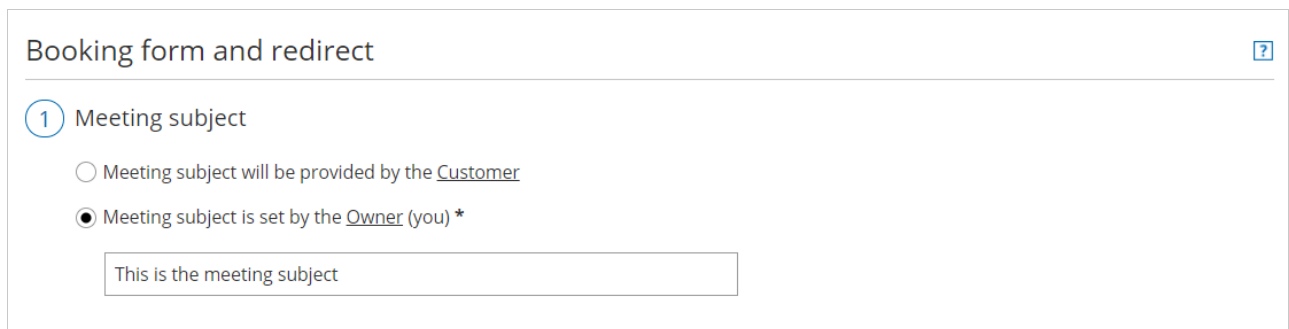 Booking form and redirect
?
1 Meeting subject
Meeting subject will be provided by the Customer
Meeting subject is set by the Owner (you) *
This is the meeting subject